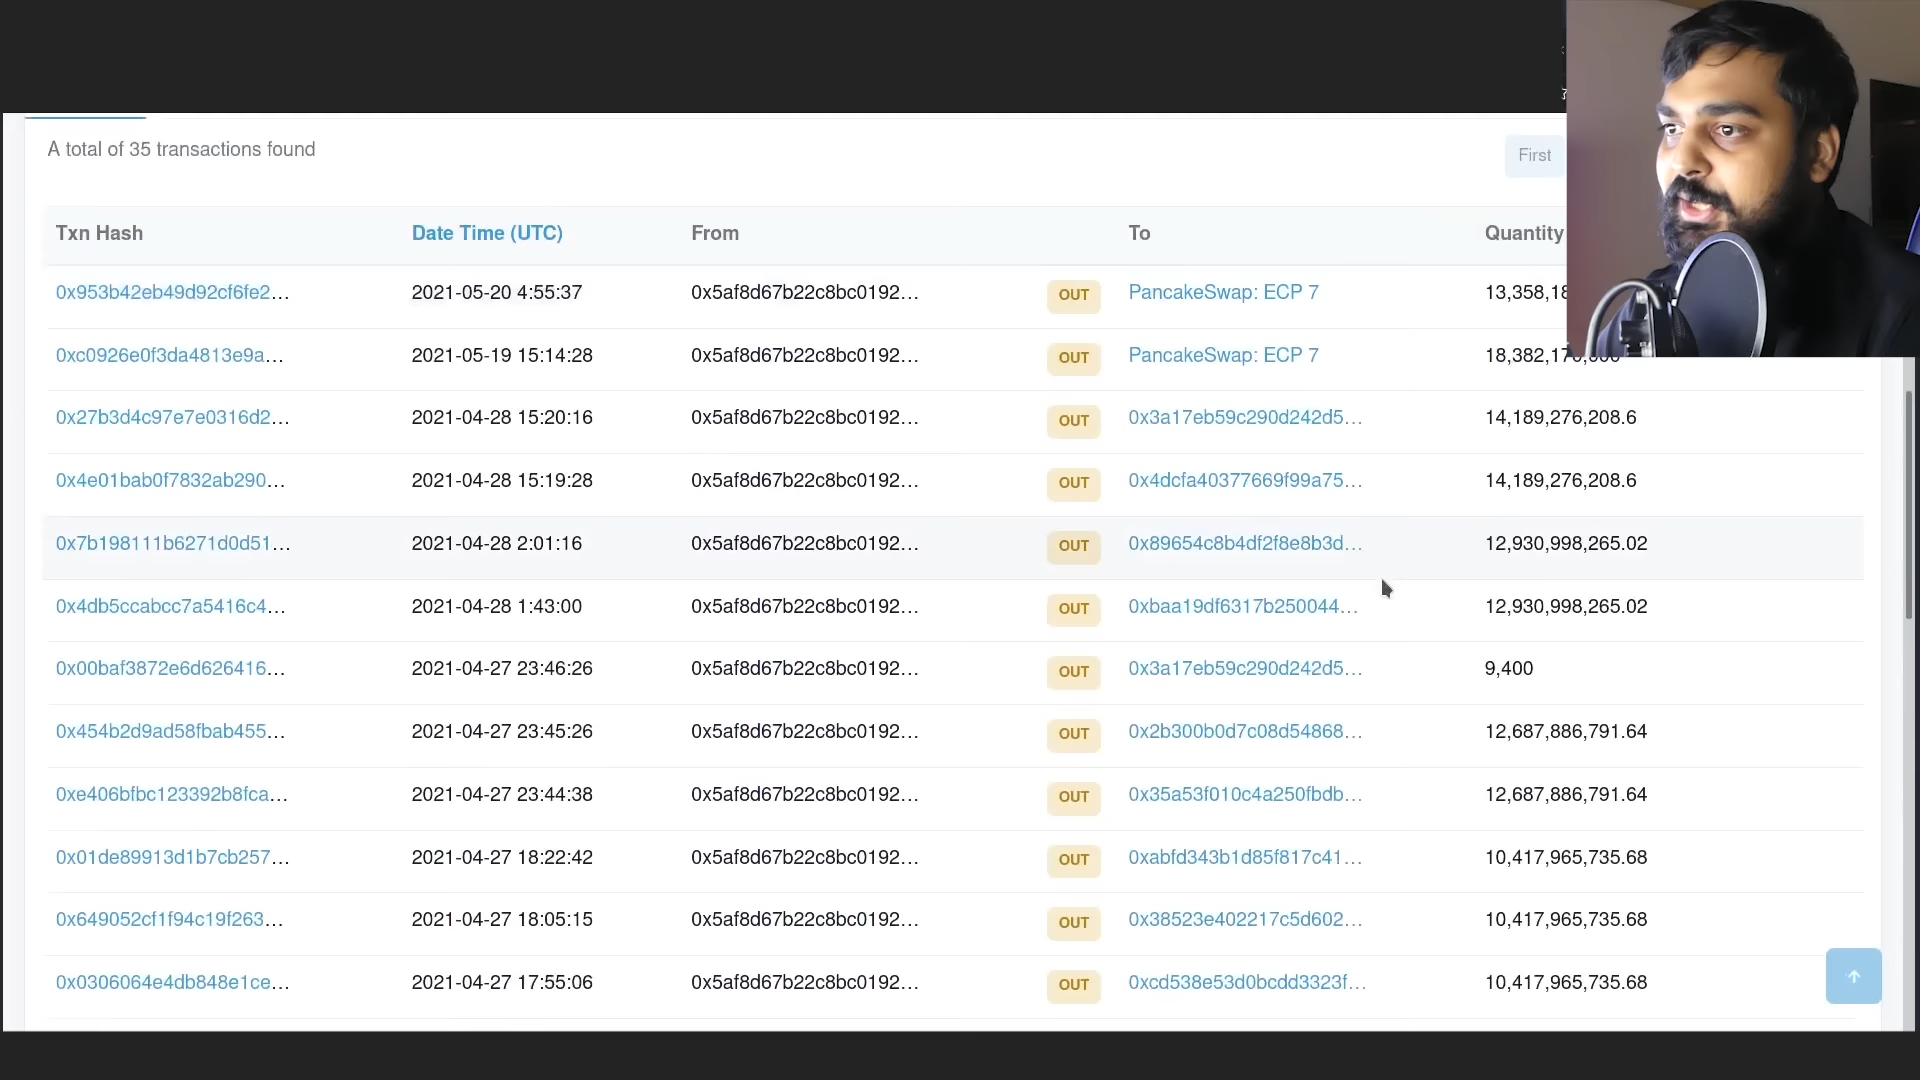 A total of 35 transactions found
First
Txn Hash Date Time (UTC) From To Quantity
0x953b42eb49d92cf6fe2... 2021-05-20 4:55:37 0x5af8d67b22c8bc0192... OUT PancakeSwap: ECP 7 13,358,18
0xc0926e0f3da4813e9a... 2021-05-19 15:14:28 0x5af8d67b22c8bc0192... OUT PancakeSwap: ECP 7
0x27b3d4c97e7e0316d2... 2021-04-28 15:20:16 0x5af8d67b22c8bc0192... OUT 0x3a17eb59c290d242d5... 14,189,276,208.6
0x4e01bab0f7832ab290... 2021-04-28 15:19:28 0x5af8d67b22c8bc0192... OUT 0x4dcfa40377669f99a75... 14,189,276,208.6
0x7b198111b6271d0d51... 2021-04-28 2:01:16 0x5af8d67b22c8bc0192... OUT 0x89654c8b4df2f8e8b3d... 12,930,998,265.02
0x4db5ccabcc7a5416c4... 2021-04-28 1:43:00 0x5af8d67b22c8bc0192... OUT 0xbaa19df6317b250044... 12,930,998,265.02
0x00baf3872e6d626416... 2021-04-27 23:46:26 0x5af8d67b22c8bc0192... OUT 0x3a17eb59c290d242d5... 9,400
0x454b2d9ad58fbab455... 2021-04-27 23:45:26 0x5af8d67b22c8bc0192... OUT 0x2b300b0d7c08d54868... 12,687,886,791.64
0xe406bfbc123392b8fca... 2021-04-27 23:44:38 0x5af8d67b22c8bc0192... OUT 0x35a53f010c4a250fbdb... 12,687,886,791.64
0x01de89913d1b7cb257... 2021-04-27 18:22:42 0x5af8d67b22c8bc0192... OUT 0xabfd343b1d85f817c41... 10,417,965,735.68
0x649052cf1f94c19f263... 2021-04-27 18:05:15 0x5af8d67b22c8bc0192... OUT 0x38523e402217c5d602... 10,417,965,735.68
0x0306064e4db848e1ce... 2021-04-27 17:55:06 0x5af8d67b22c8bc0192... OUT 0xcd538e53d0bcdd3323f... 10,417,965,735.68